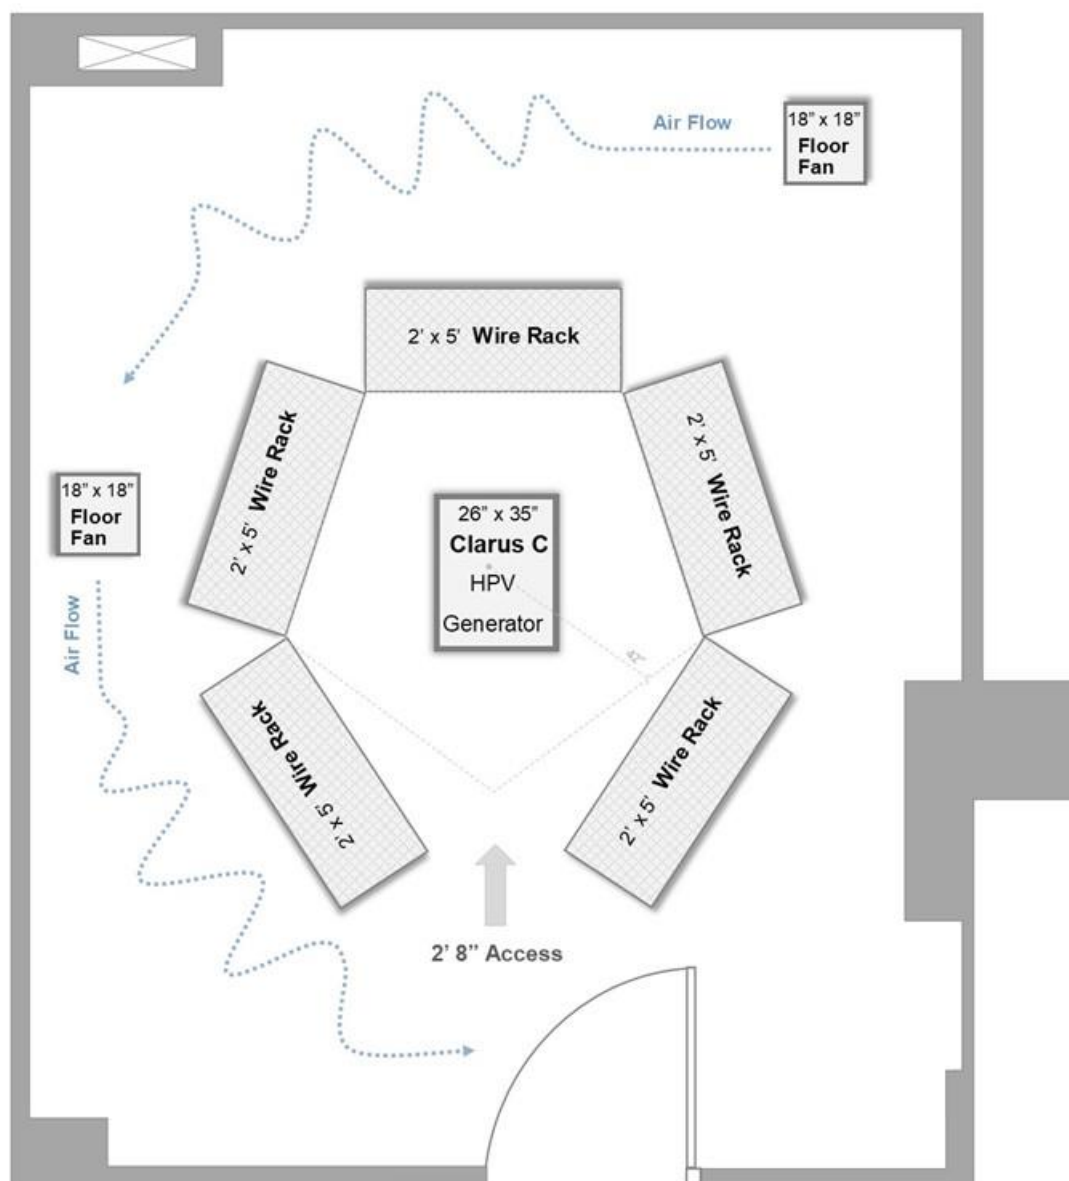 Air Flow
18” x 18”
Floor
Fan
2’ x 5’ Wire Rack
2’ x 5’ Wire Rack
2’ x 5’ Wire Rack
18” x 18”
Floor
Fan
26” x 35”
Clarus C
HPV
Generator
Air Flow
42”
2’ x 5’ Wire Rack
2’ x 5’ Wire Rack
2’ 8” Access